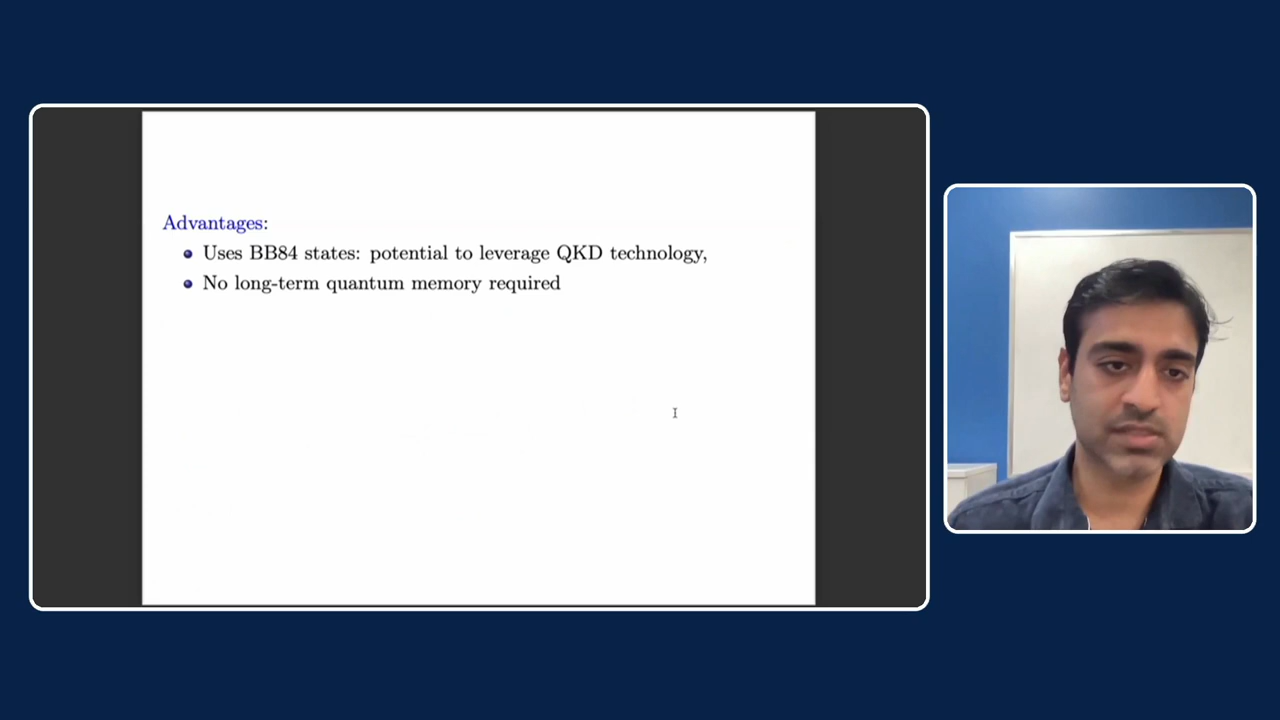 Advantages:
Uses BB84 states: potential to leverage QKD technology,
No long-term quantum memory required